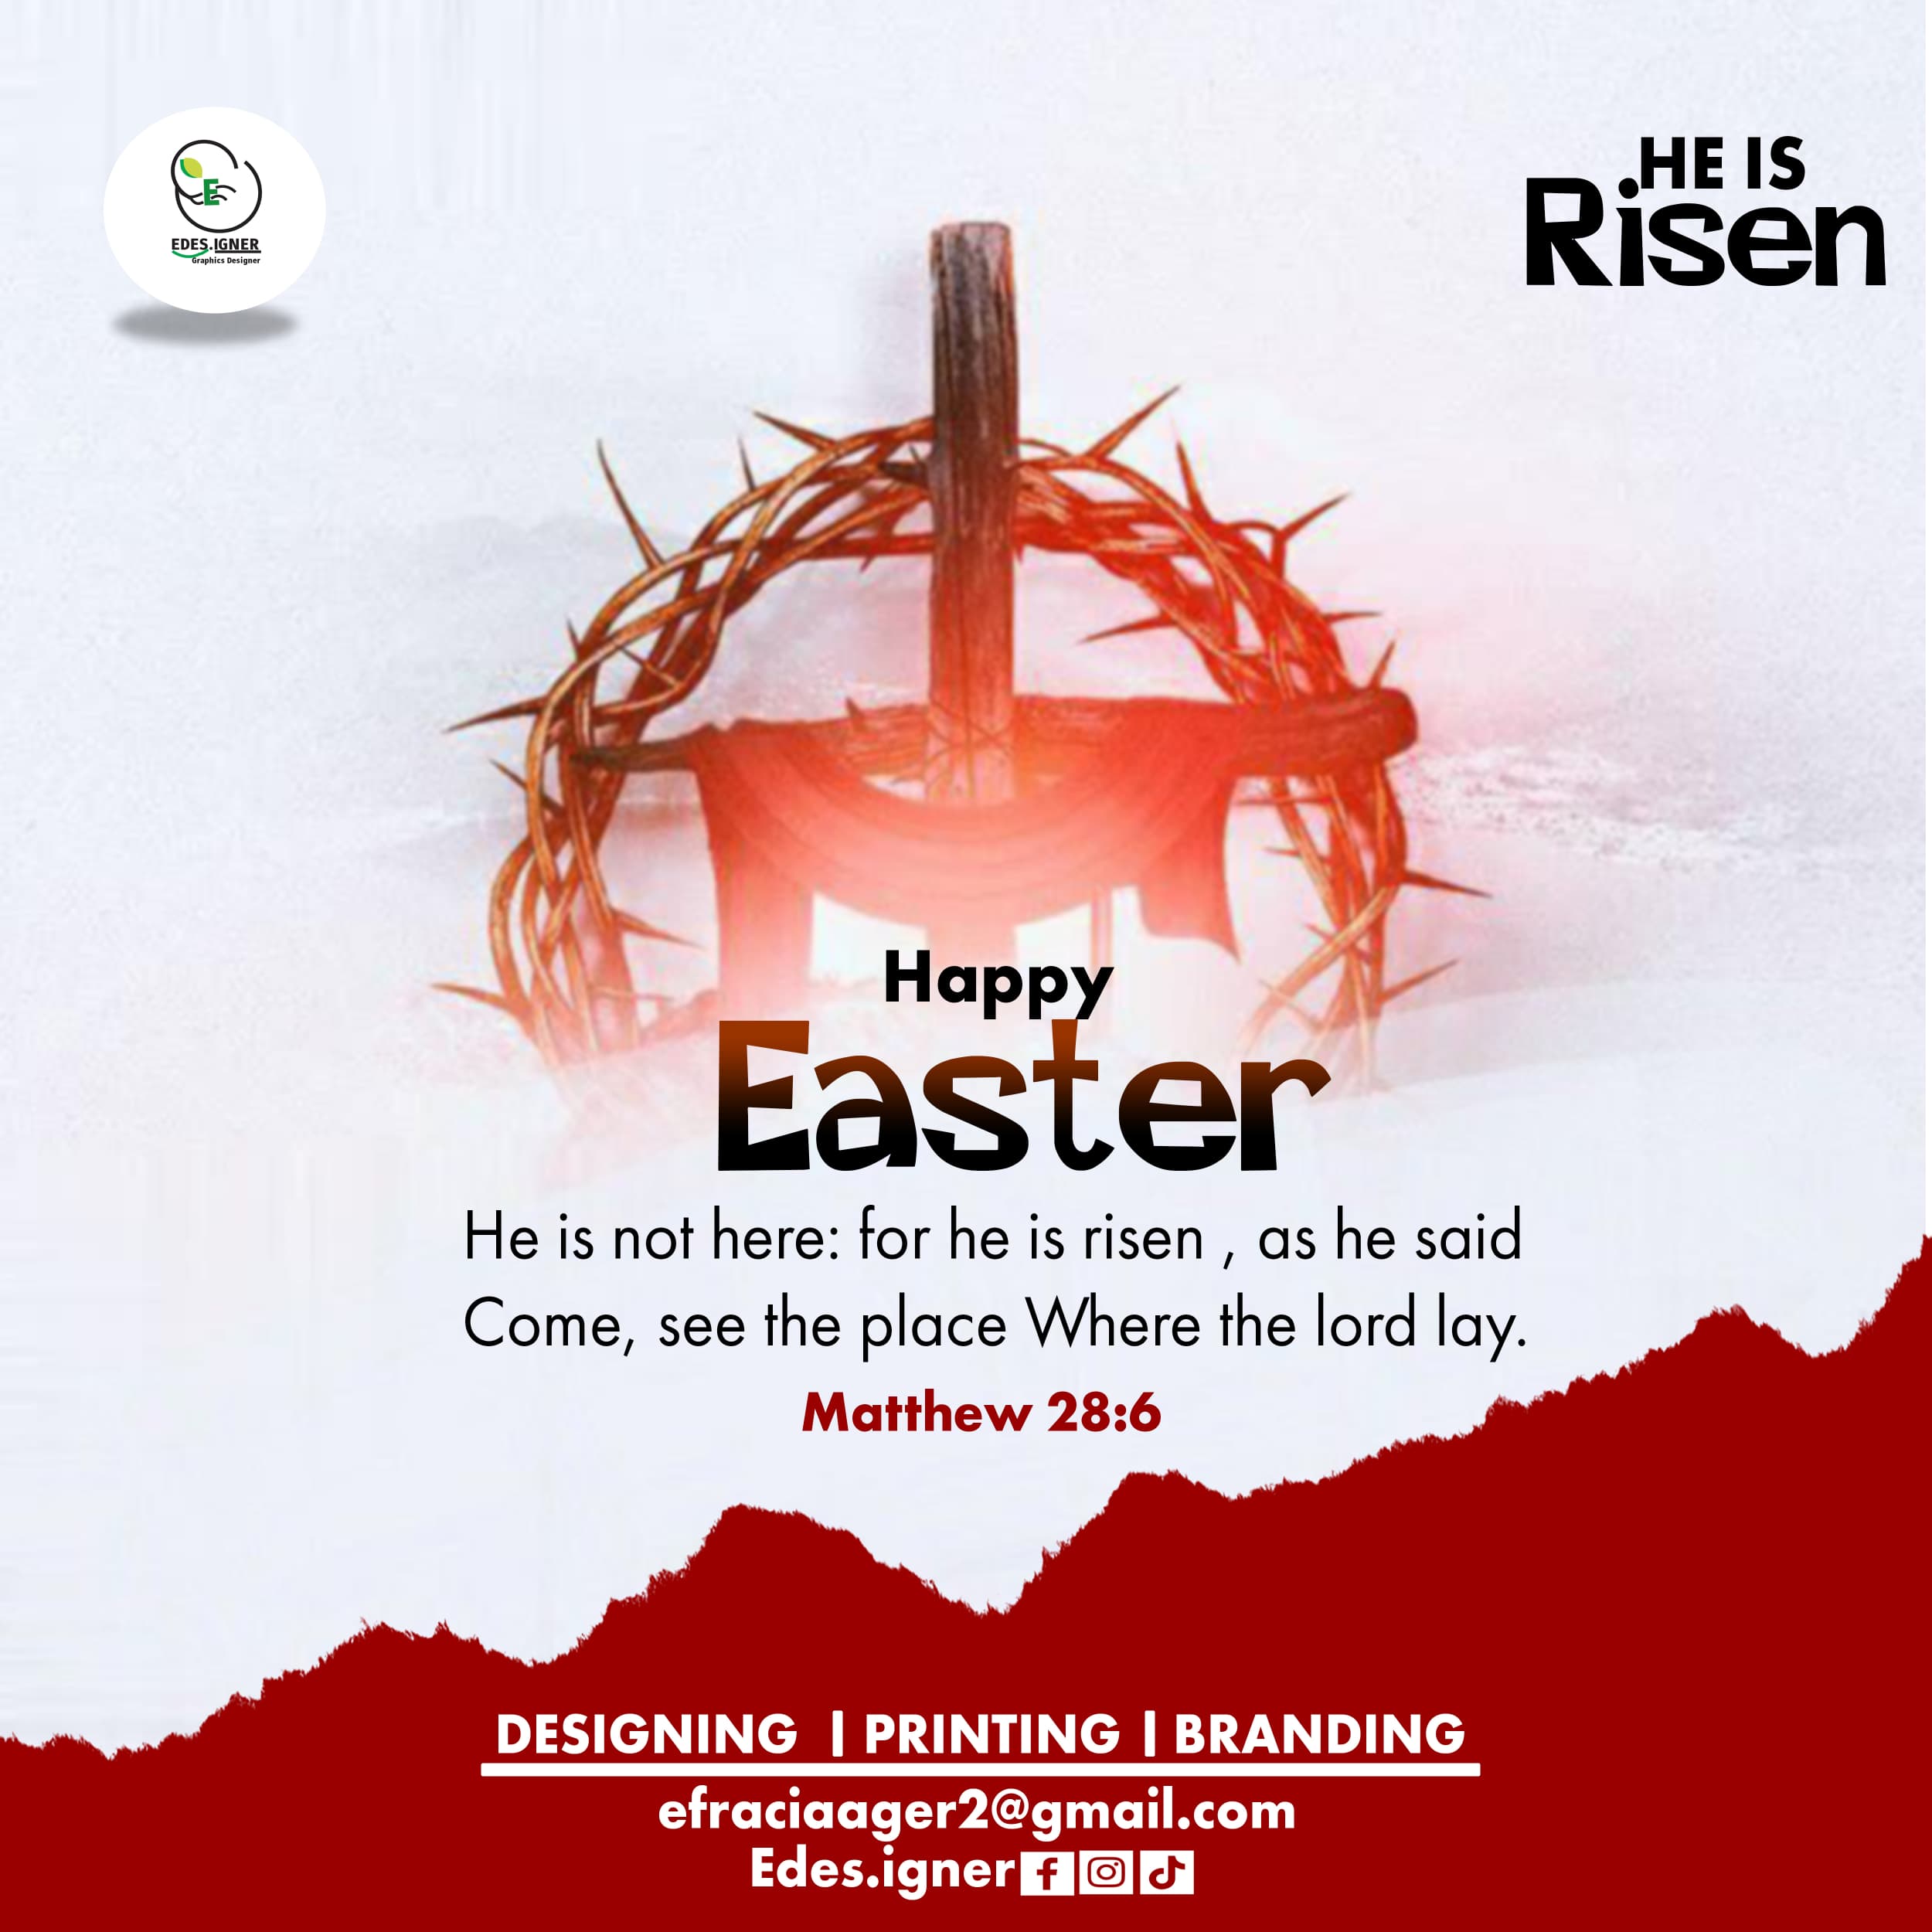 EDES.IGNER
Graphics Designer
HE IS
Risen
Happy
Easter
He is not here: for he is risen , as he said
Come, see the place Where the lord lay.
Matthew 28:6
DESIGNING | PRINTING | BRANDING
efraciaager2@gmail.com
Edes.igner